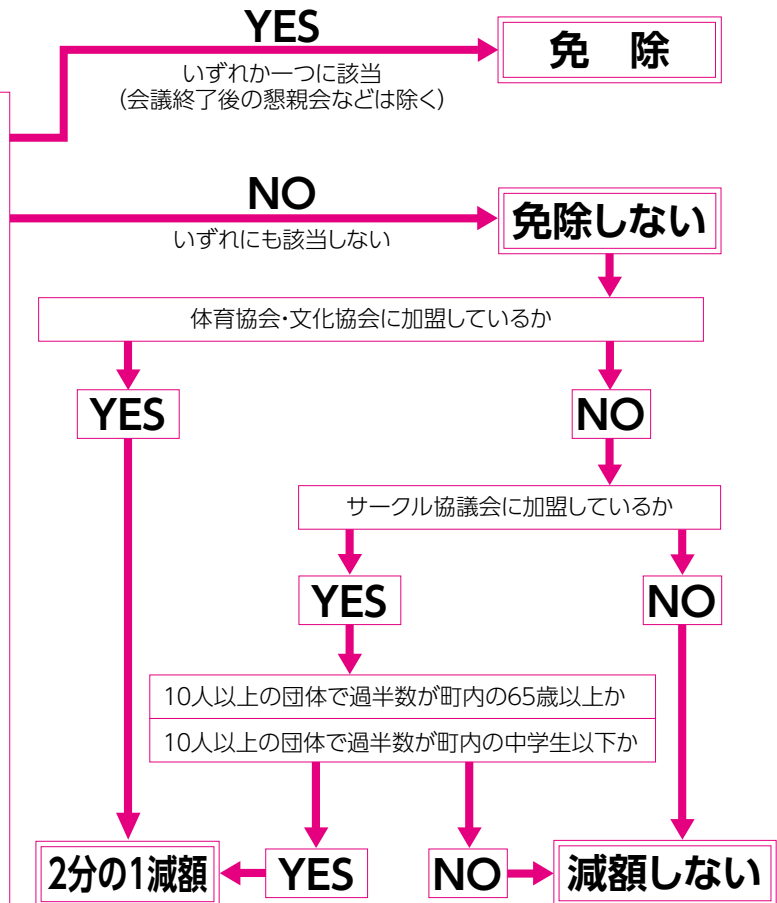 YES
いずれか一つに該当
(会議終了後の懇親会などは除く)
免　除
NO
いずれにも該当しない
免除しない
体育協会・文化協会に加盟しているか
YES
NO
サークル協議会に加盟しているか
YES
NO
10人以上の団体で過半数が町内の65歳以上か
10人以上の団体で過半数が町内の中学生以下か
2分の1減額
YES
NO
減額しない